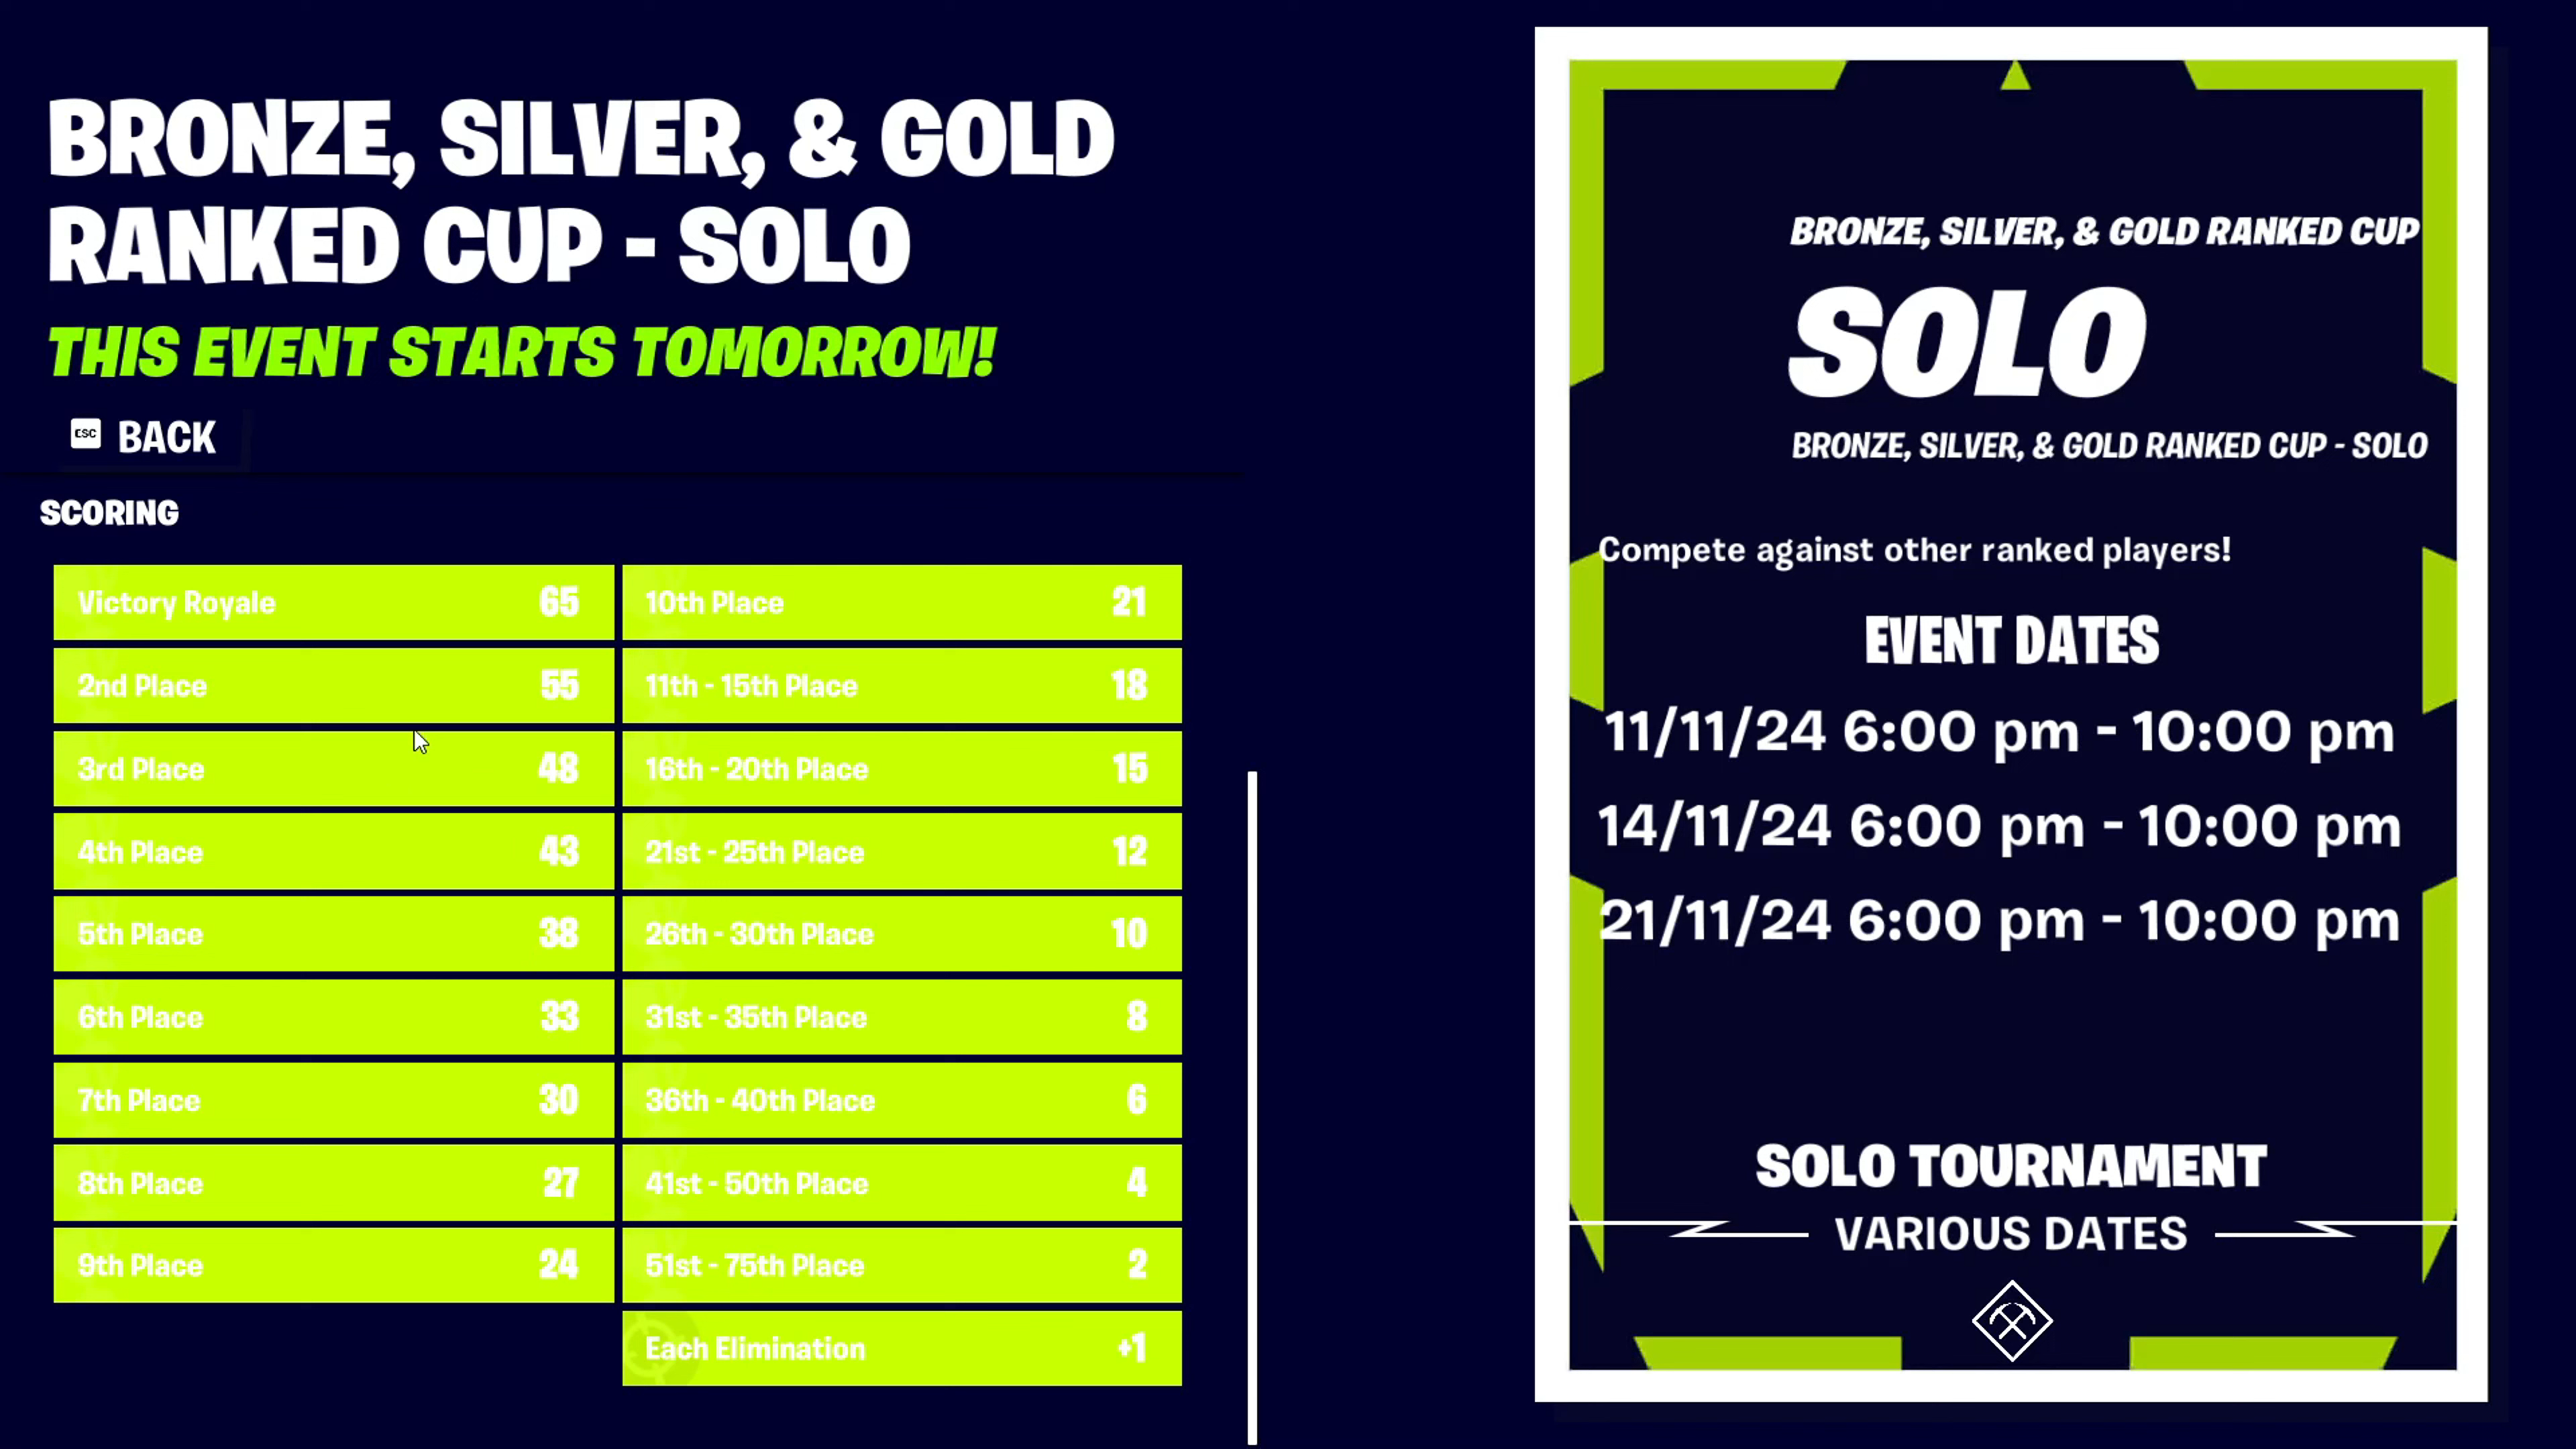 BRONZE, SILVER, & GOLD
RANKED CUP - SOLO
THIS EVENT STARTS TOMORROW!
ESC BACK
SCORING
Victory Royale 65
2nd Place 55
3rd Place 48
4th Place 43
5th Place 38
6th Place 33
7th Place 30
8th Place 27
9th Place 24
10th Place 21
11th - 15th Place 18
16th - 20th Place 15
21st - 25th Place 12
26th - 30th Place 10
31st - 35th Place 8
36th - 40th Place 6
41st - 50th Place 4
51st - 75th Place 2
Each Elimination +1
BRONZE, SILVER, & GOLD RANKED CUP
SOLO
BRONZE, SILVER, & GOLD RANKED CUP - SOLO
Compete against other ranked players!
EVENT DATES
11/11/24 6:00 pm - 10:00 pm
14/11/24 6:00 pm - 10:00 pm
21/11/24 6:00 pm - 10:00 pm
SOLO TOURNAMENT
VARIOUS DATES